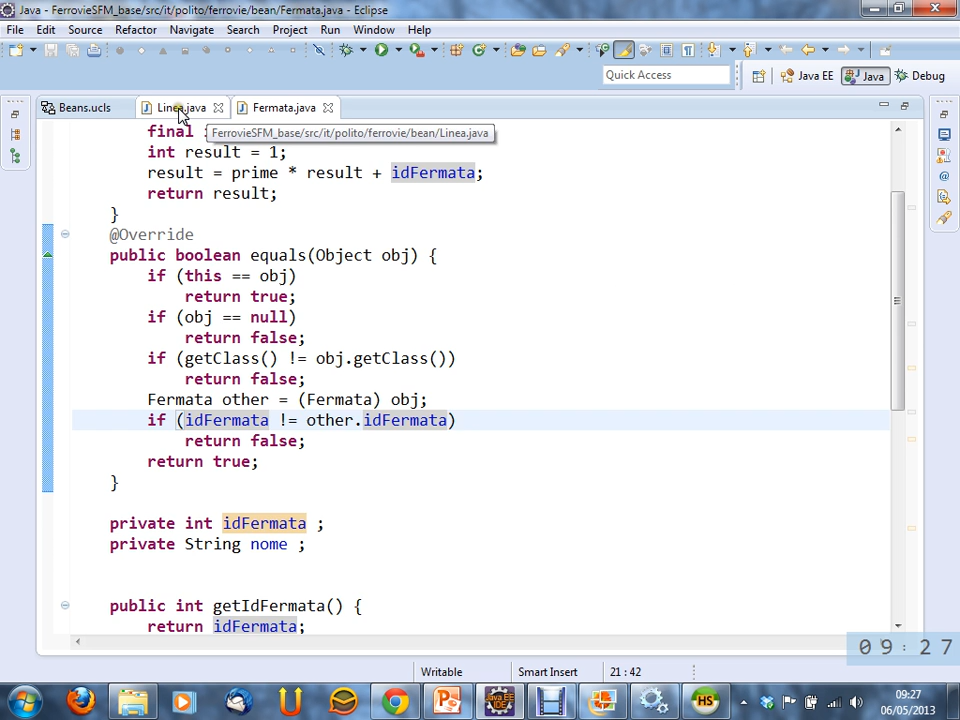 Java - FerrovieSFM_base/src/it/polito/ferrovie/bean/Fermata.java - Eclipse
File Edit Source Refactor Navigate Search Project Run Window Help
Quick Access
Java EE Java Debug
Beans.ucls Linea.java Fermata.java
FerrovieSFM_base/src/it/polito/ferrovie/bean/Linea.java
final
int result = 1;
result = prime * result + idFermata;
return result;
}
@Override
public boolean equals(Object obj) {
if (this == obj)
return true;
if (obj == null)
return false;
if (getClass() != obj.getClass())
return false;
Fermata other = (Fermata) obj;
if (idFermata != other.idFermata)
return false;
return true;
}
private int idFermata ;
private String nome ;
public int getIdFermata() {
return idFermata;
09:27
Writable Smart Insert 21 : 42
HS
09:27
06/05/2013